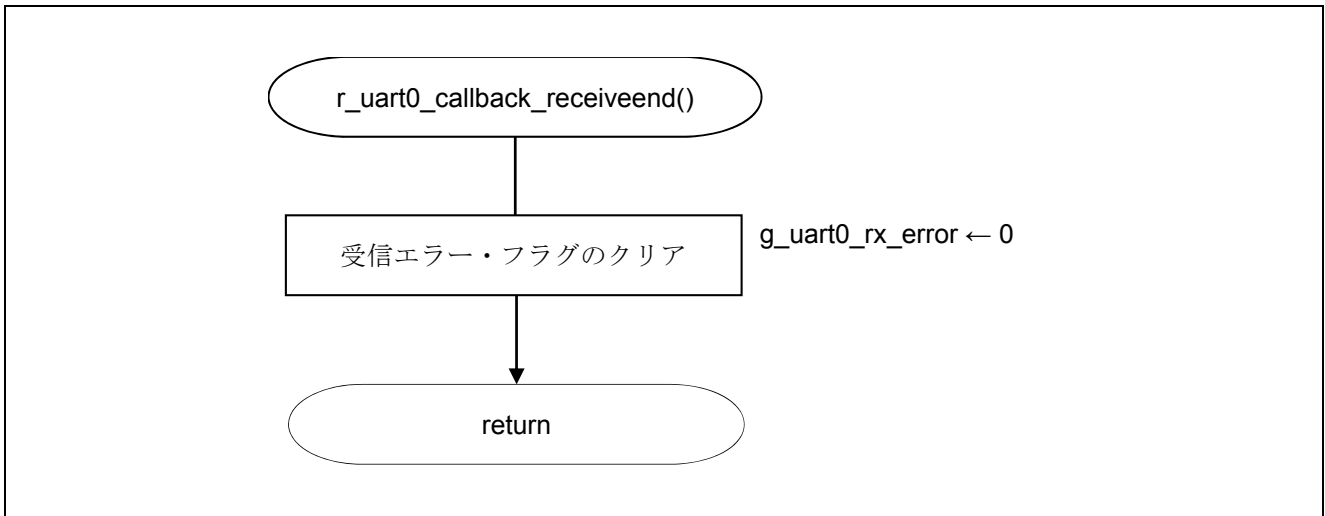 r_uart0_callback_receiveend()
受信エラー・フラグのクリア
g_uart0_rx_error ← 0
return